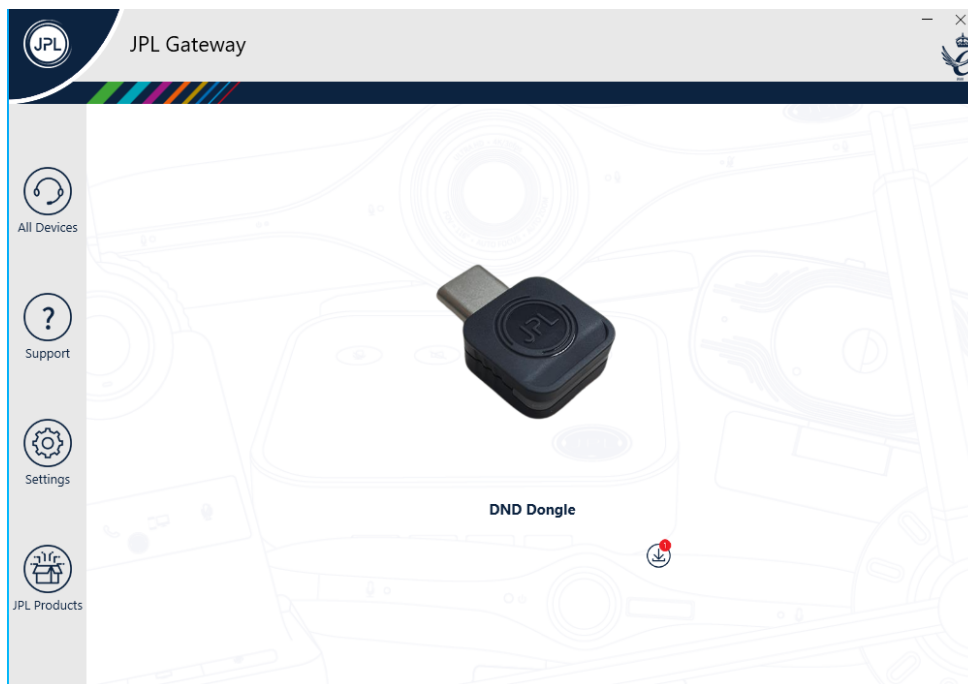 JPL
JPL Gateway
All Devices
?
Support
Settings
JPL Products
JPL
DND Dongle
1